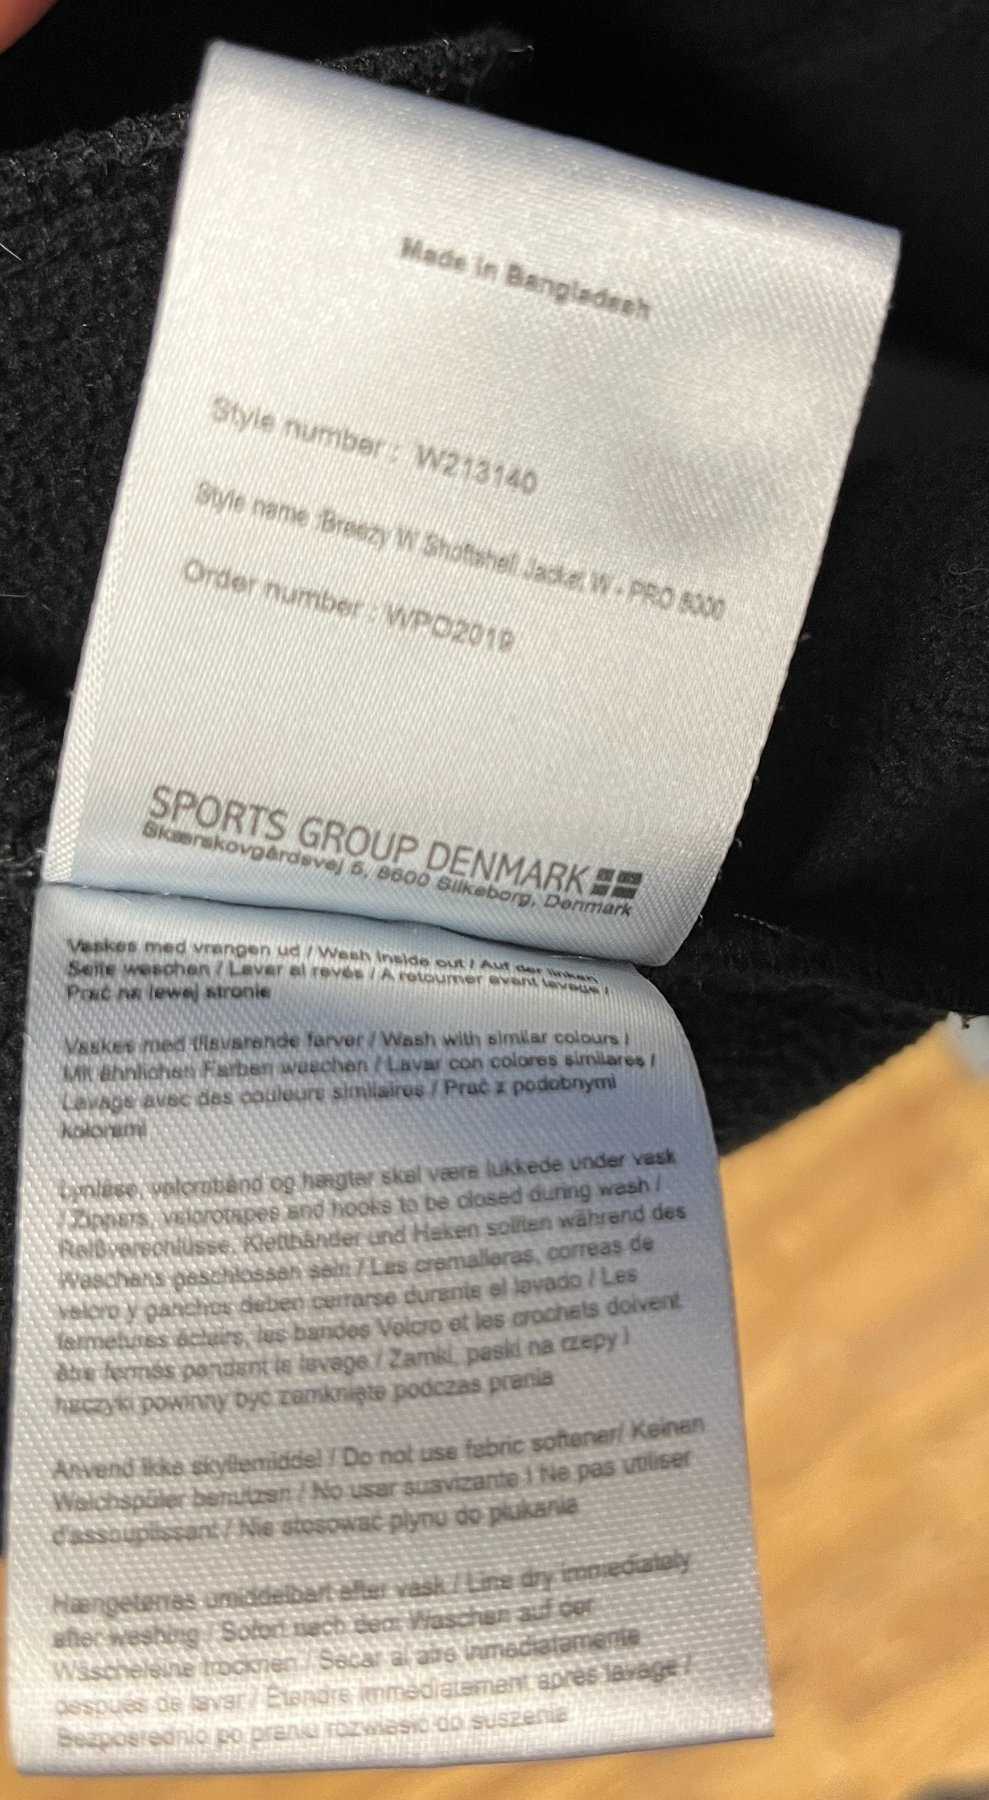 Made in Bangladesh
Style number : W213140
Style name :Breezy W Shoftshell Jacket W - PRO 8000
Order number : WPO2019
SPORTS GROUP DENMARK
Skærskovgårdsvej 5, 8600 Silkeborg, Denmark
Vaskes med vrangen ud / Wash inside out / Auf der linken
Seite waschen / Lavar al revés / A retourner avant lavage /
Prać na lewej stronie
Vaskes med tilsvarende farver / Wash with similar colours /
Mit ähnlichen Farben waschen / Lavar con colores similares /
Lavage avec des couleurs similaires / Prać z podobnymi
kolorami
Lynlåse, velcrobånd og hægter skal være lukkede under vask
/ Zippers, velcrotapes and hooks to be closed during wash /
Reißverschlüsse, Klettbänder und Haken sollten während des
Waschens geschlossen sein / Las cremalleras, correas de
velcro y ganchos deben cerrarse durante el lavado / Les
fermetures éclairs, les bandes Velcro et les crochets doivent
être fermés pendant le lavage / Zamki, paski na rzepy i
haczyki powinny być zamknięte podczas prania
Anvend ikke skyllemiddel / Do not use fabric softener/ Keinen
Weichspüler benutzen / No usar suavizante / Ne pas utiliser
d'assouplissant / Nie stosować płynu do płukania
Hængetørres umiddelbart efter vask / Line dry immediately
after washing / Sofort nach dem Waschen auf der
Wäscheleine trocknen / Secar al aire inmediatamente
después de lavar / Étendre immédiatement après lavage /
Bezpośrednio po praniu rozwiesić do suszenia